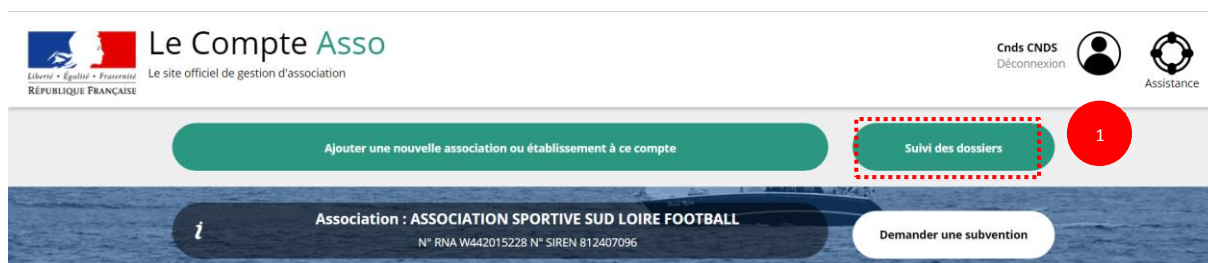 Liberté • Égalité • Fraternité
RÉPUBLIQUE FRANÇAISE
Le Compte Asso
Le site officiel de gestion d'association
Cnds CNDS
Déconnexion
Assistance
Ajouter une nouvelle association ou établissement à ce compte
Suivi des dossiers
1
i
Association : ASSOCIATION SPORTIVE SUD LOIRE FOOTBALL
N° RNA W442015228 N° SIREN 812407096
Demander une subvention